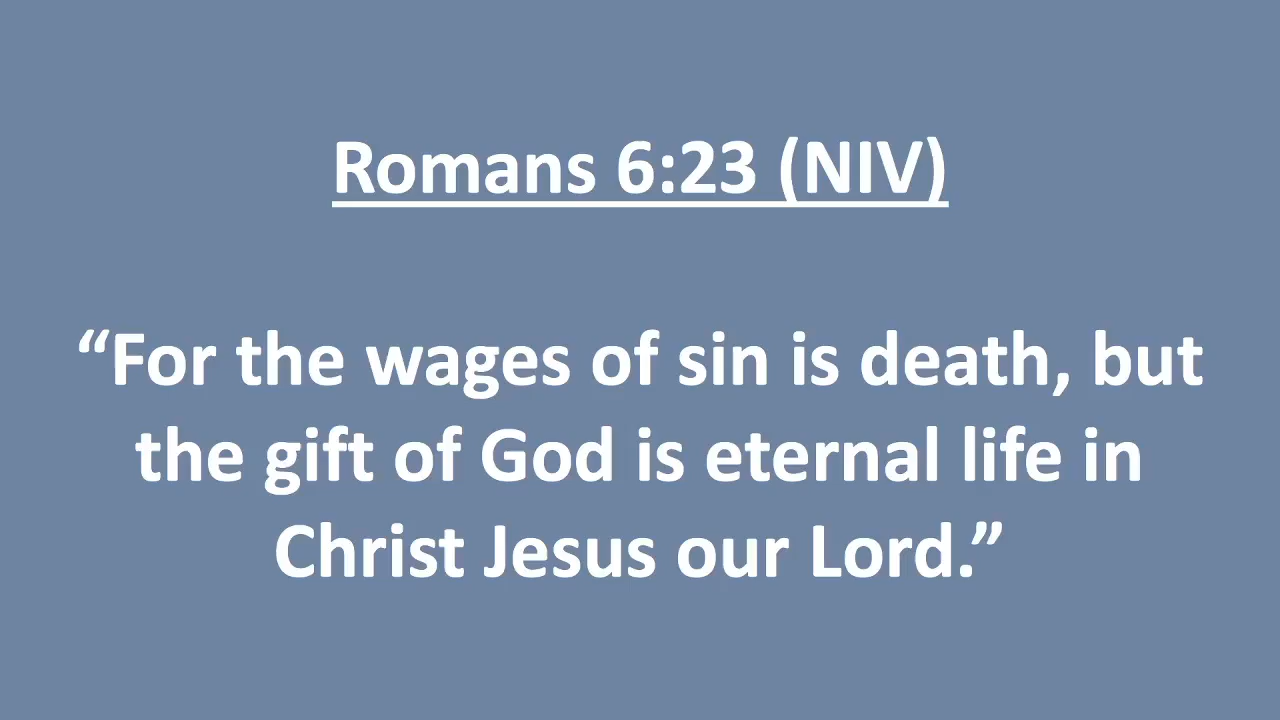 Romans 6:23 (NIV)
“For the wages of sin is death, but
the gift of God is eternal life in
Christ Jesus our Lord.”